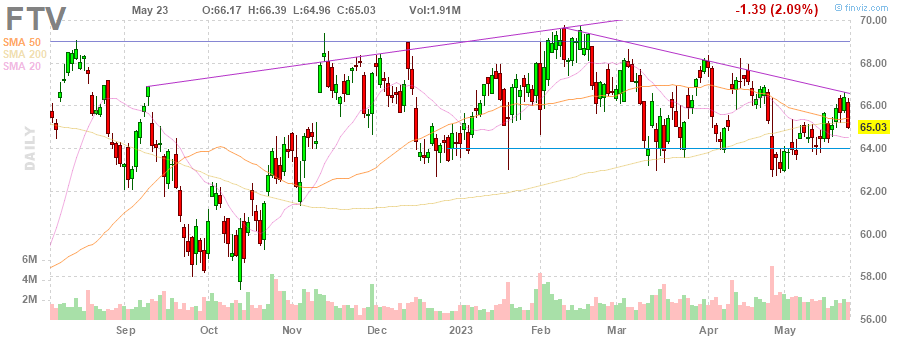 FTV
May 23 O:66.17 H:66.39 L:64.96 C:65.03 Vol:1.91M -1.39 (2.09%)
© finviz.com
SMA 50
SMA 200
SMA 20
DAILY
70.00
68.00
66.00
65.03
64.00
62.00
60.00
58.00
56.00
6M
4M
2M
Sep Oct Nov Dec 2023 Feb Mar Apr May